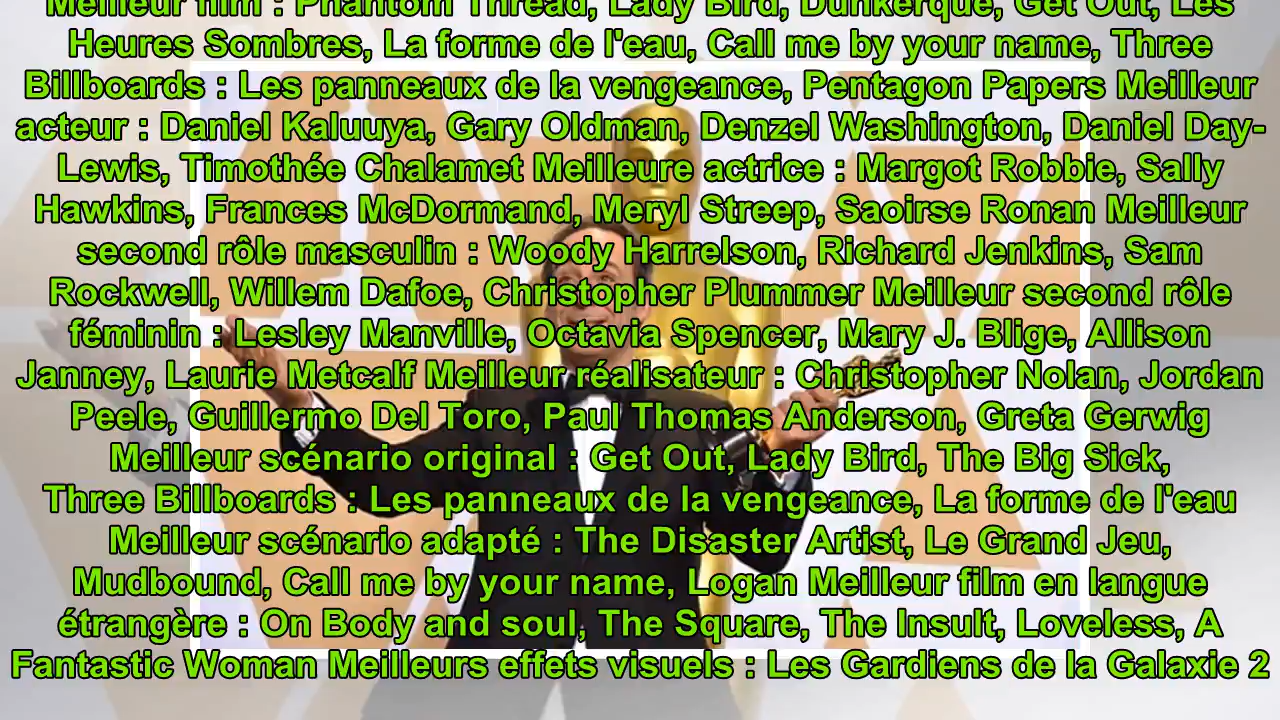 Meilleur film : Phantom Thread, Lady Bird, Dunkerque, Get Out, Les
Heures Sombres, La forme de l'eau, Call me by your name, Three
Billboards : Les panneaux de la vengeance, Pentagon Papers Meilleur
acteur : Daniel Kaluuya, Gary Oldman, Denzel Washington, Daniel Day-
Lewis, Timothée Chalamet Meilleure actrice : Margot Robbie, Sally
Hawkins, Frances McDormand, Meryl Streep, Saoirse Ronan Meilleur
second rôle masculin : Woody Harrelson, Richard Jenkins, Sam
Rockwell, Willem Dafoe, Christopher Plummer Meilleur second rôle
féminin : Lesley Manville, Octavia Spencer, Mary J. Blige, Allison
Janney, Laurie Metcalf Meilleur réalisateur : Christopher Nolan, Jordan
Peele, Guillermo Del Toro, Paul Thomas Anderson, Greta Gerwig
Meilleur scénario original : Get Out, Lady Bird, The Big Sick,
Three Billboards : Les panneaux de la vengeance, La forme de l'eau
Meilleur scénario adapté : The Disaster Artist, Le Grand Jeu,
Mudbound, Call me by your name, Logan Meilleur film en langue
étrangère : On Body and soul, The Square, The Insult, Loveless, A
Fantastic Woman Meilleurs effets visuels : Les Gardiens de la Galaxie 2